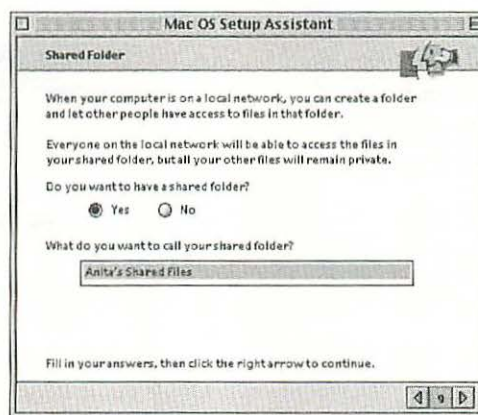 Mac OS Setup Assistant
Shared Folder
When your computer is on a local network, you can create a folder
and let other people have access to files in that folder.
Everyone on the local network will be able to access the files in
your shared folder, but all your other files will remain private.
Do you want to have a shared folder?
Yes No
What do you want to call your shared folder?
Anita's Shared Files
Fill in your answers, then click the right arrow to continue.
9